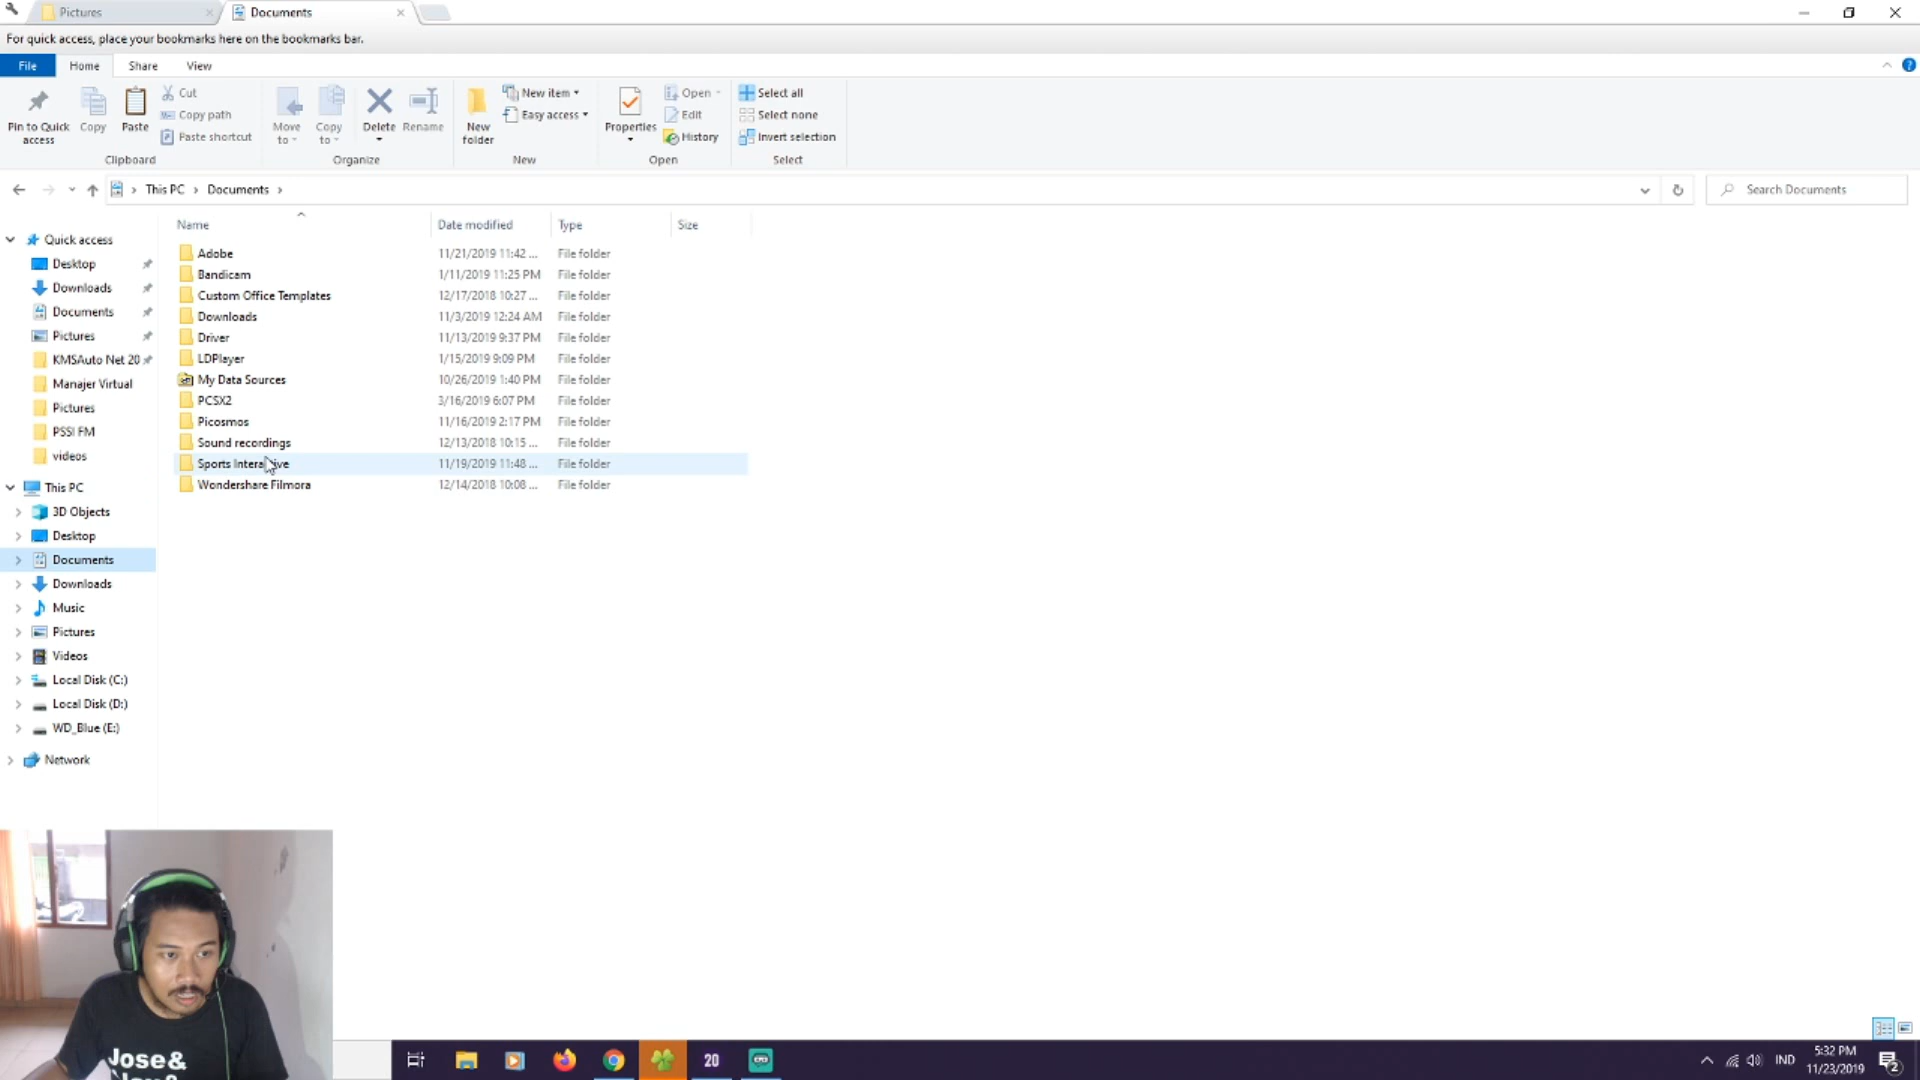 Pictures
Documents
For quick access, place your bookmarks here on the bookmarks bar.
File Home Share View
Pin to Quick access
Copy
Paste
Cut
Copy path
Paste shortcut
Clipboard
Move to
Copy to
Delete
Rename
Organize
New folder
New item
Easy access
New
Properties
Open
Edit
History
Open
Select all
Select none
Invert selection
Select
This PC > Documents >
Search Documents
Name Date modified Type Size
Adobe 11/21/2019 11:42 ... File folder
Bandicam 1/11/2019 11:25 PM File folder
Custom Office Templates 12/17/2018 10:27 ... File folder
Downloads 11/3/2019 12:24 AM File folder
Driver 11/13/2019 9:37 PM File folder
LDPlayer 1/15/2019 9:09 PM File folder
My Data Sources 10/26/2019 1:40 PM File folder
PCSX2 3/16/2019 6:07 PM File folder
Picosmos 11/16/2019 2:17 PM File folder
Sound recordings 12/13/2018 10:15 ... File folder
Sports Interactive 11/19/2019 11:48 ... File folder
Wondershare Filmora 12/14/2018 10:08 ... File folder
Quick access
Desktop
Downloads
Documents
Pictures
KMSAuto Net 20
Manajer Virtual
Pictures
PSSI FM
videos
This PC
3D Objects
Desktop
Documents
Downloads
Music
Pictures
Videos
Local Disk (C:)
Local Disk (D:)
WD_Blue (E:)
Network
Jose&
20
IND
5:32 PM
11/23/2019
2